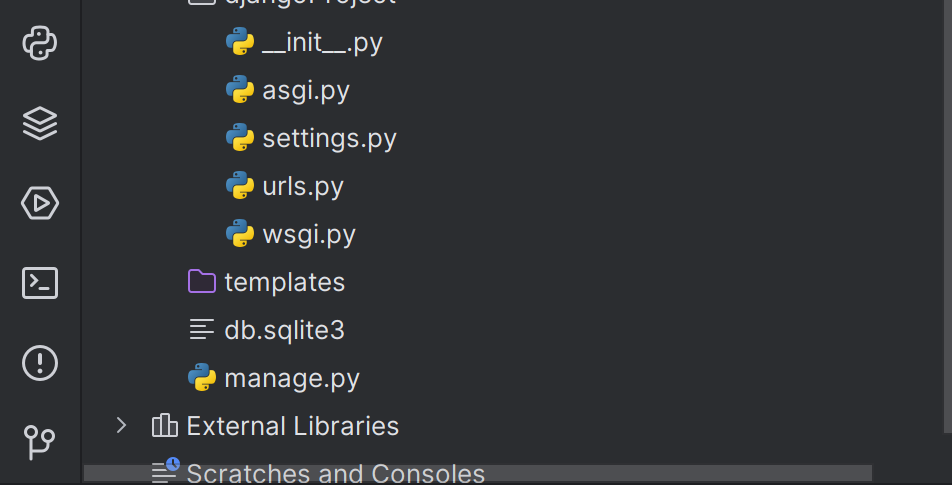 djangoProject
__init__.py
asgi.py
settings.py
urls.py
wsgi.py
templates
db.sqlite3
manage.py
External Libraries
Scratches and Consoles